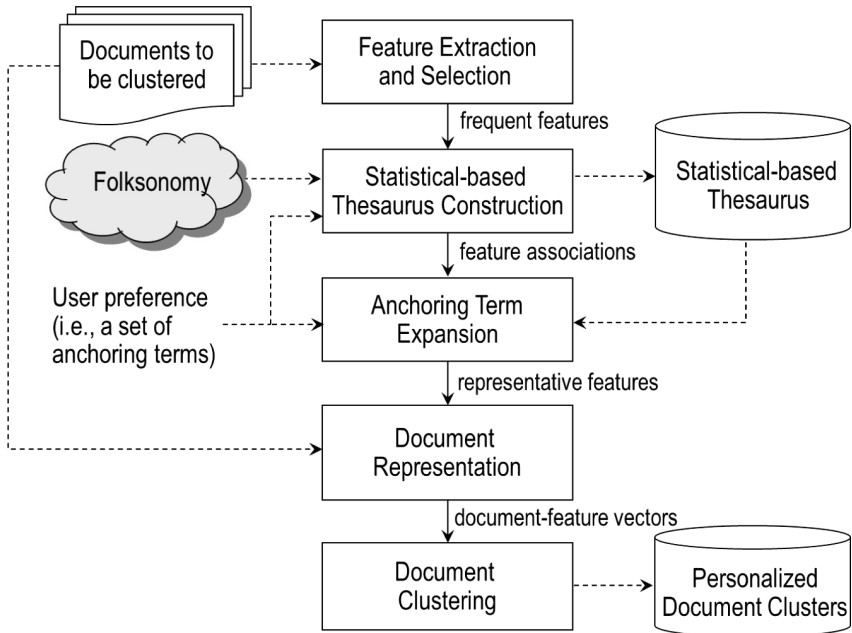 Documents to
be clustered
Feature Extraction
and Selection
frequent features
Folksonomy
Statistical-based
Thesaurus Construction
Statistical-based
Thesaurus
feature associations
User preference
(i.e., a set of
anchoring terms)
Anchoring Term
Expansion
representative features
Document
Representation
document-feature vectors
Document
Clustering
Personalized
Document Clusters